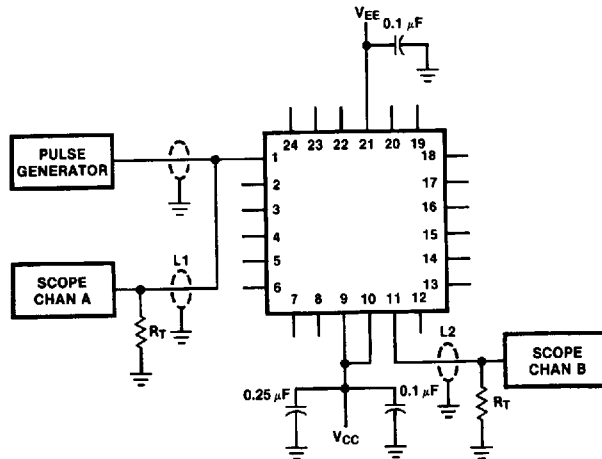 VEE
0.1 μF
24 23 22 21 20 19
PULSE
GENERATOR
1
2
3
4
5
6
18
17
16
15
14
13
L1
SCOPE
CHAN A
RT
7 8 9 10 11 12
L2
SCOPE
CHAN B
RT
0.25 μF
0.1 μF
VCC